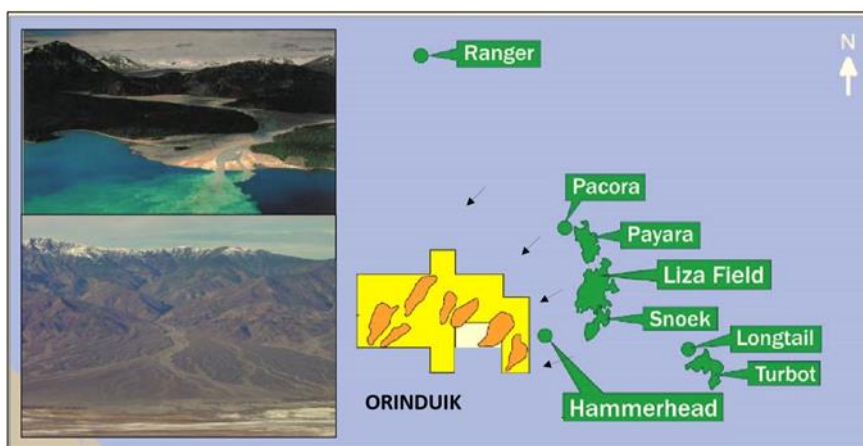 Ranger
N
Pacora
Payara
Liza Field
Snoek
Longtail
Turbot
Hammerhead
ORINDUIK